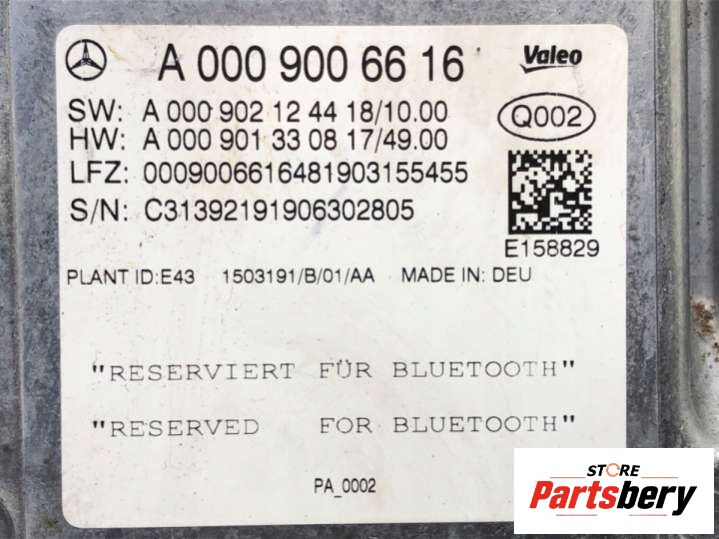 A 000 900 66 16 Valeo
SW: A 000 902 12 44 18/10.00
HW: A 000 901 33 08 17/49.00
Q002
LFZ: 0009006616481903155455
S/N: C31392191906302805
E158829
PLANT ID:E43 1503191/B/01/AA MADE IN: DEU
"RESERVIERT FÜR BLUETOOTH"
"RESERVED FOR BLUETOOTH"
PA_0002
STORE
Partsbery